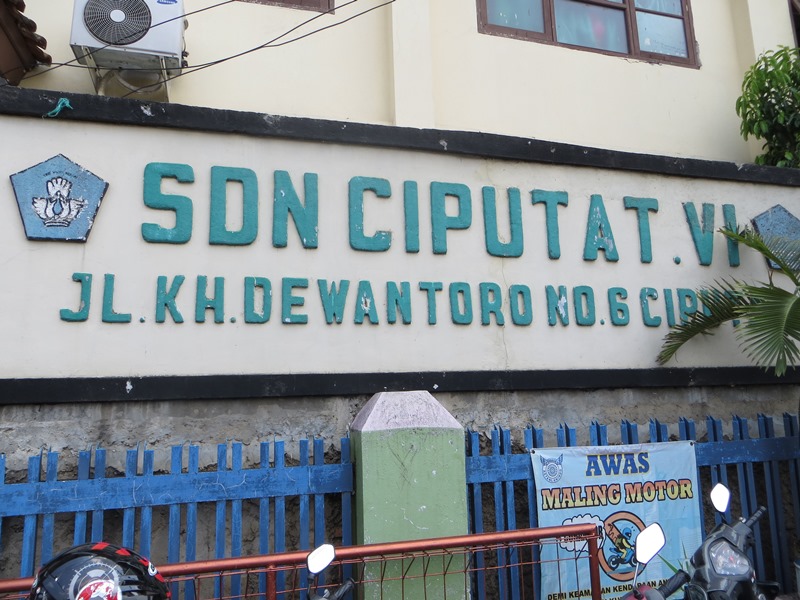 SDN CIPUTAT.VI
JL.KH.DEWANTORO NO.6
AWAS
MALING MOTOR